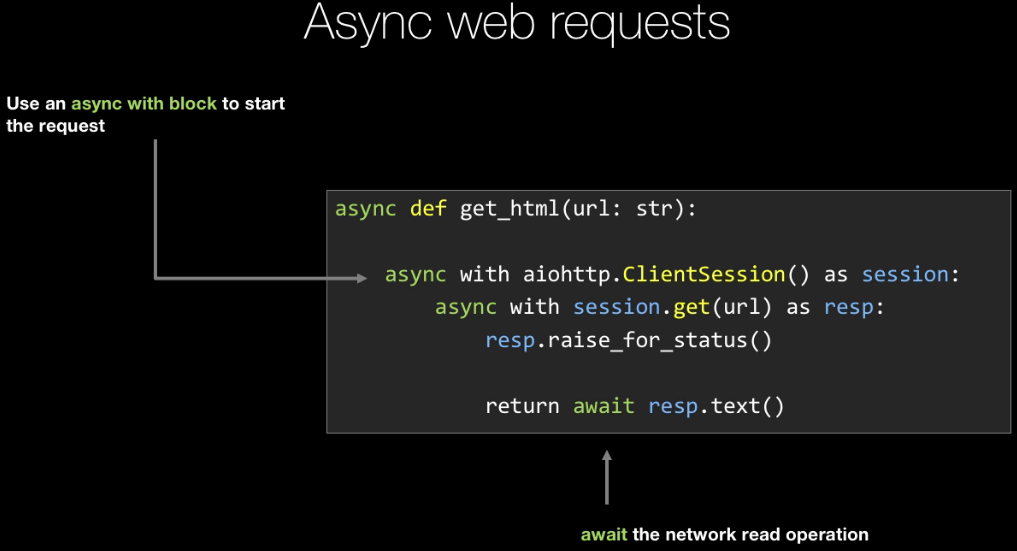 Async web requests
Use an async with block to start
the request
async def get_html(url: str):
async with aiohttp.ClientSession() as session:
async with session.get(url) as resp:
resp.raise_for_status()
return await resp.text()
await the network read operation